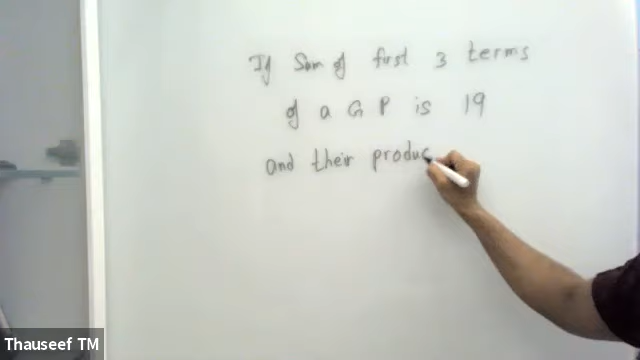 If Sum of first 3 terms
of a G P is 19
and their produc
Thauseef TM